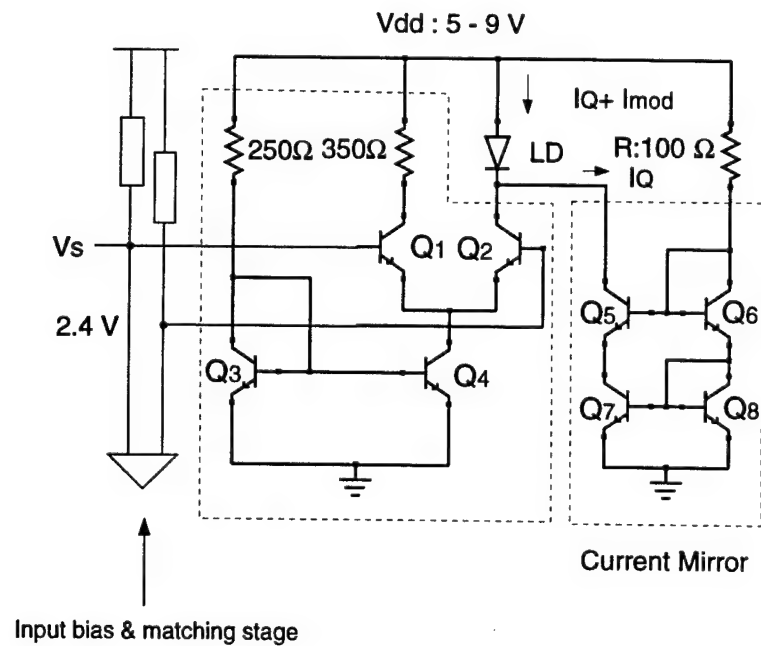 Vdd : 5 - 9 V
IQ+ Imod
250Ω 350Ω
LD
R:100 Ω
IQ
Vs
Q1
Q2
2.4 V
Q5
Q6
Q3
Q4
Q7
Q8
Current Mirror
Input bias & matching stage